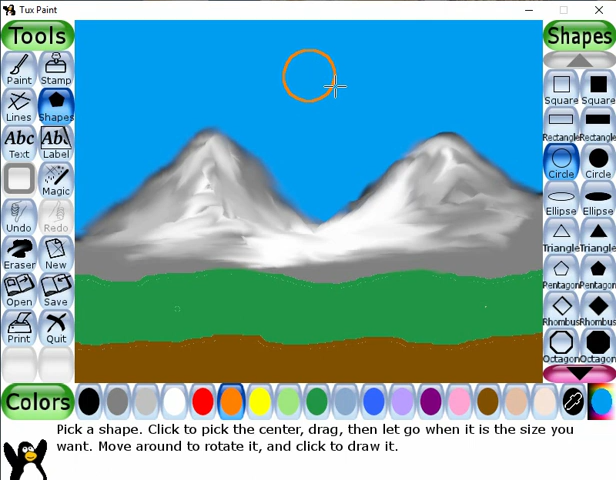 Tux Paint
Tools
Shapes
Paint
Stamp
Lines
Shapes
Abc
Text
Abc
Label
Magic
Undo
Redo
Eraser
New
Open
Save
Print
Quit
Square
Square
Rectangle
Rectangle
Circle
Circle
Ellipse
Ellipse
Triangle
Triangle
Pentagon
Pentagon
Rhombus
Rhombus
Octagon
Octagon
Colors
Pick a shape. Click to pick the center, drag, then let go when it is the size you
want. Move around to rotate it, and click to draw it.